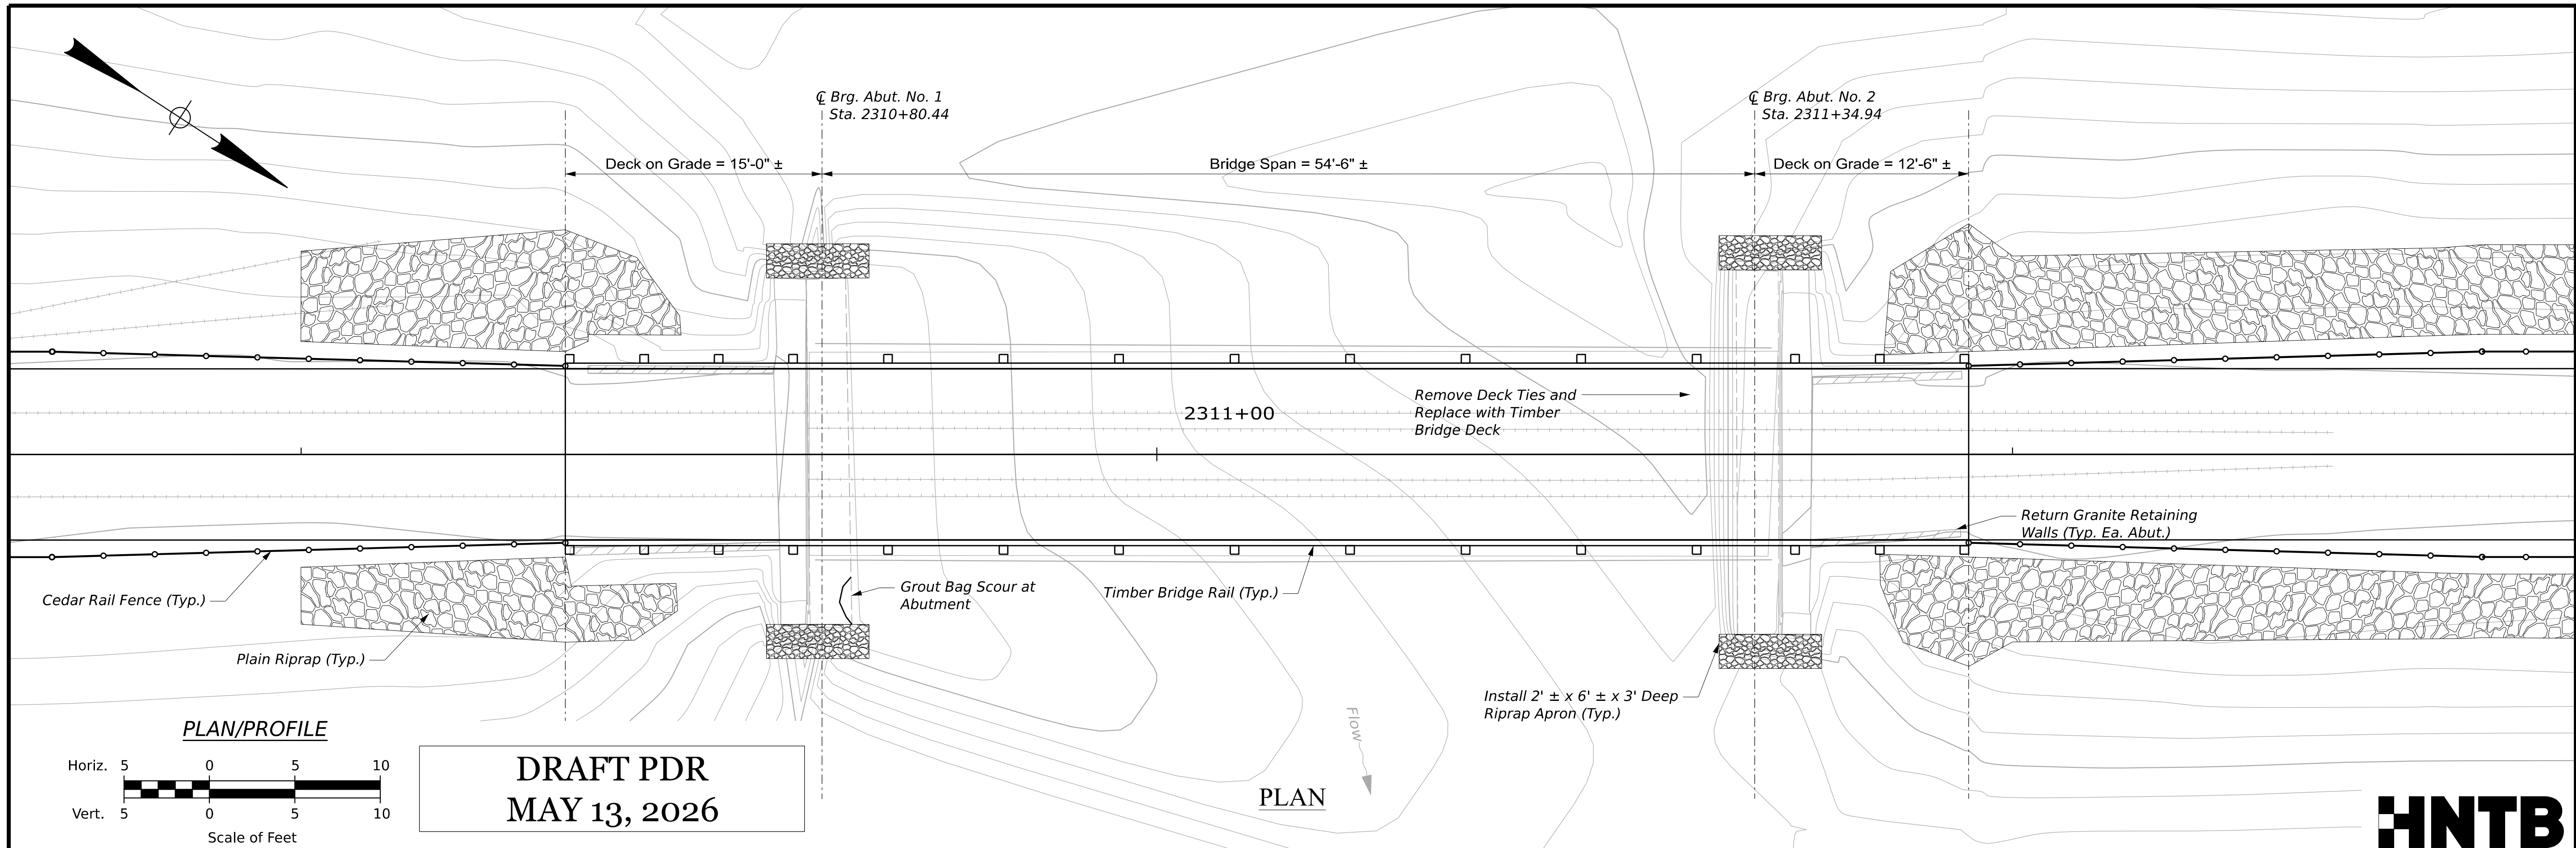 ℄ Brg. Abut. No. 1
Sta. 2310+80.44
℄ Brg. Abut. No. 2
Sta. 2311+34.94
Deck on Grade = 15'-0" ±
Bridge Span = 54'-6" ±
Deck on Grade = 12'-6" ±
Remove Deck Ties and
Replace with Timber
Bridge Deck
2311+00
Return Granite Retaining
Walls (Typ. Ea. Abut.)
Cedar Rail Fence (Typ.)
Grout Bag Scour at
Abutment
Timber Bridge Rail (Typ.)
Plain Riprap (Typ.)
Install 2' ± x 6' ± x 3' Deep
Riprap Apron (Typ.)
Flow
PLAN/PROFILE
Horiz. 5 0 5 10
Vert. 5 0 5 10
Scale of Feet
DRAFT PDR
MAY 13, 2026
PLAN
HNTB